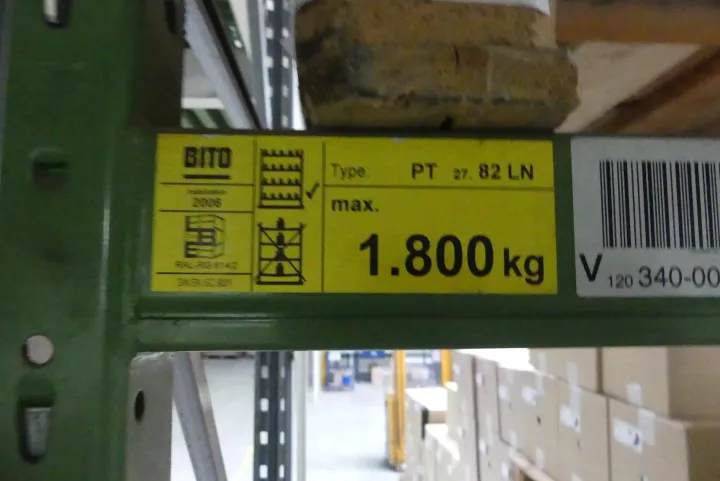 BITO
2006
Type: PT 27. 82 LN
max.
1.800 kg
V 120 340-00